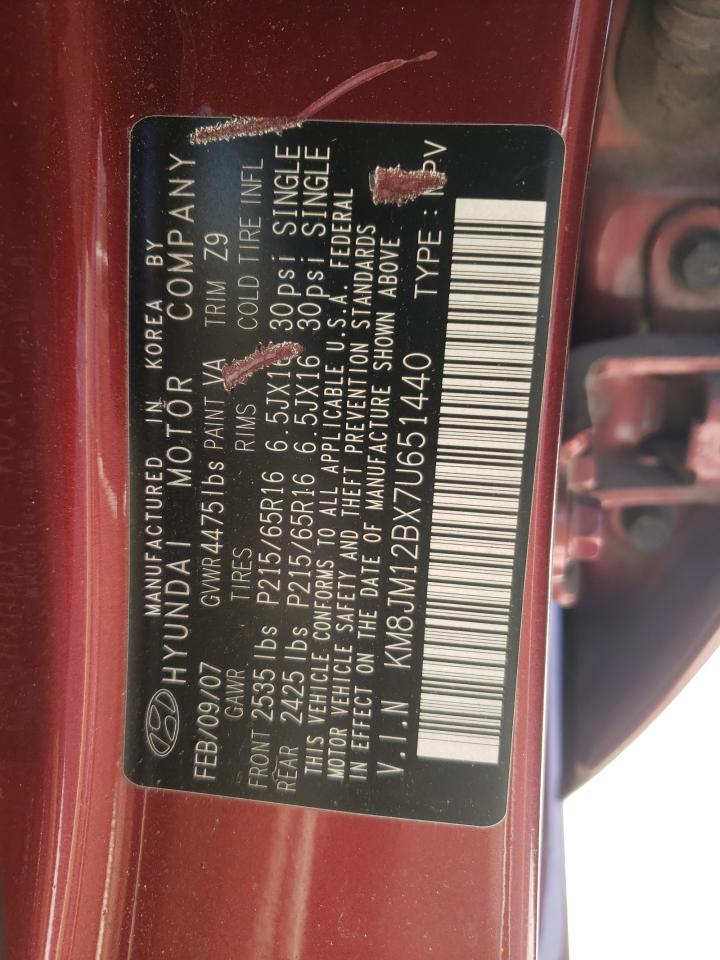 MANUFACTURED IN KOREA BY
HYUNDAI MOTOR COMPANY
FEB/09/07 GVWR 4475 lbs PAINT VA TRIM Z9
GAWR TIRES RIMS COLD TIRE INFL
FRONT 2535 lbs P215/65R16 6.5JX16 30psi SINGLE
REAR 2425 lbs P215/65R16 6.5JX16 30psi SINGLE
THIS VEHICLE CONFORMS TO ALL APPLICABLE U.S.A. FEDERAL
MOTOR VEHICLE SAFETY AND THEFT PREVENTION STANDARDS
IN EFFECT ON THE DATE OF MANUFACTURE SHOWN ABOVE
V.I.N KM8JM12BX7U651440 TYPE :